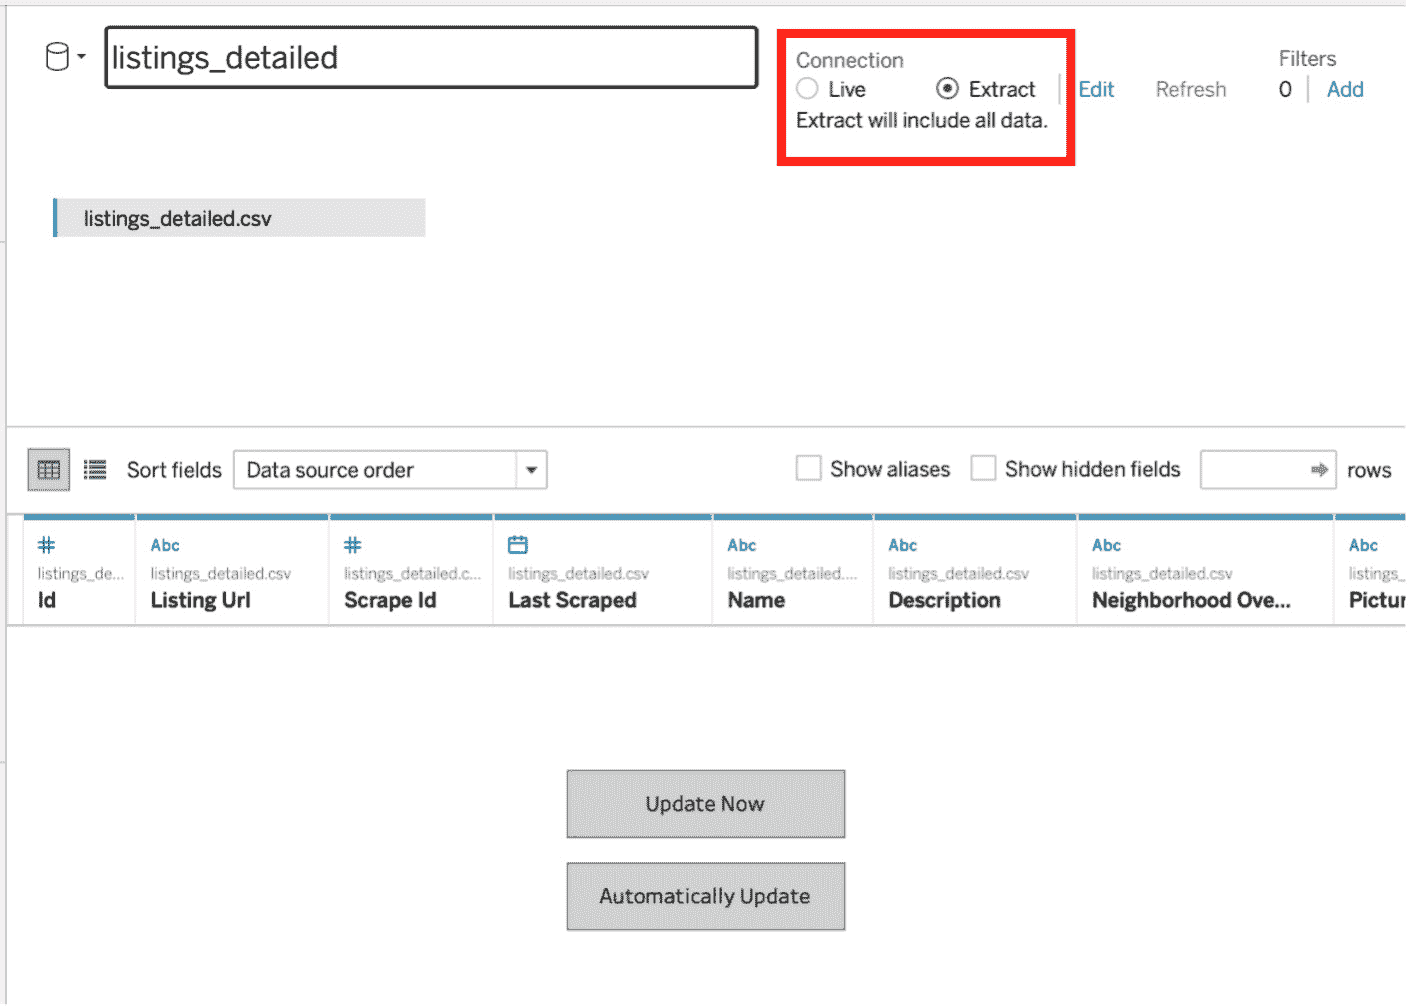 listings_detailed
Connection
Live Extract Edit Refresh
Extract will include all data.
Filters
0 Add
listings_detailed.csv
Sort fields Data source order Show aliases Show hidden fields rows
# Abc # Abc Abc Abc Abc
listings_de... listings_detailed.csv listings_detailed.c... listings_detailed.csv listings_detailed.... listings_detailed.csv listings_detailed.csv listings_
Id Listing Url Scrape Id Last Scraped Name Description Neighborhood Ove... Pictur
Update Now
Automatically Update